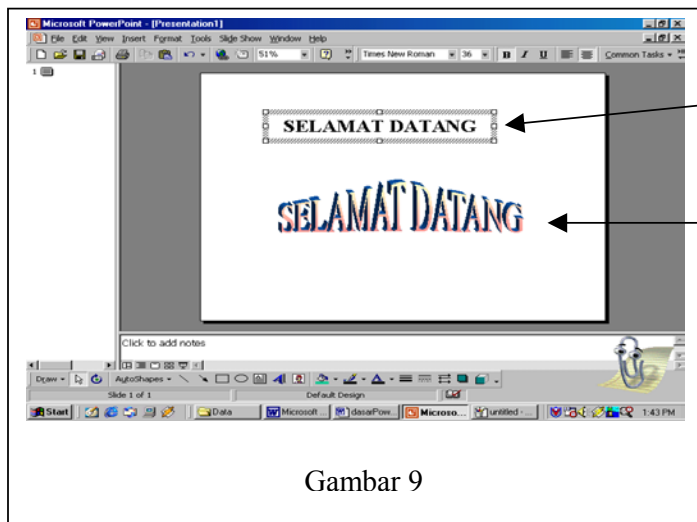 Microsoft PowerPoint - [Presentation1]
File Edit View Insert Format Tools Slide Show Window Help
51% Times New Roman 36 B I U Common Tasks
1
SELAMAT DATANG
SELAMAT DATANG
Click to add notes
Draw AutoShapes
Slide 1 of 1 Default Design
Start Data Microsoft ... dasarPow... Microso... untitled - ... 1:43 PM
Gambar 9